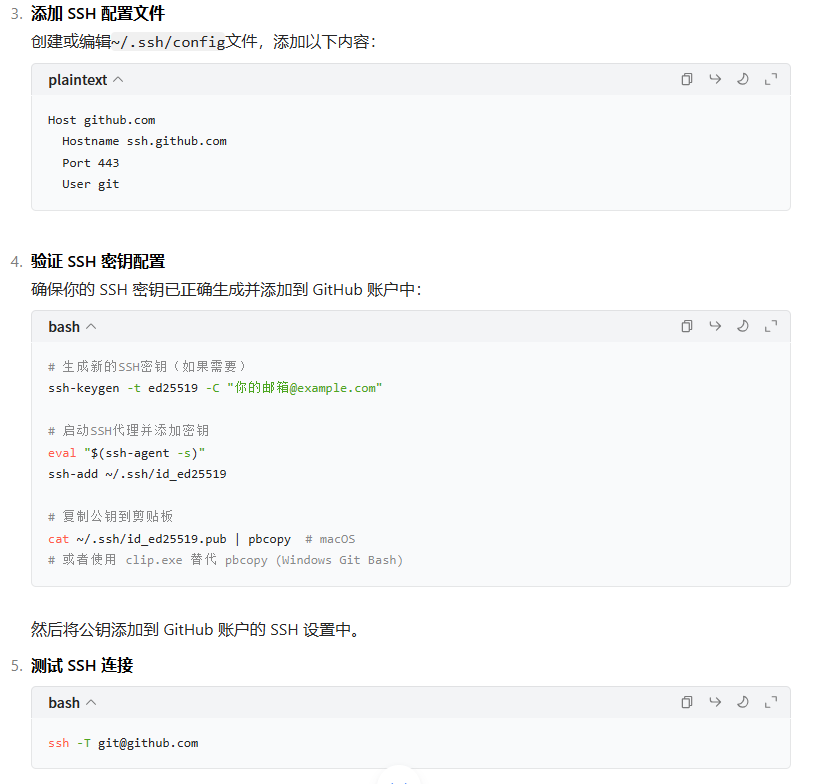 3. 添加 SSH 配置文件
创建或编辑~/.ssh/config文件，添加以下内容：
plaintext
Host github.com
  Hostname ssh.github.com
  Port 443
  User git
4. 验证 SSH 密钥配置
确保你的 SSH 密钥已正确生成并添加到 GitHub 账户中：
bash
# 生成新的SSH密钥（如果需要）
ssh-keygen -t ed25519 -C "你的邮箱@example.com"
# 启动SSH代理并添加密钥
eval "$(ssh-agent -s)"
ssh-add ~/.ssh/id_ed25519
# 复制公钥到剪贴板
cat ~/.ssh/id_ed25519.pub | pbcopy  # macOS
# 或者使用 clip.exe 替代 pbcopy (Windows Git Bash)
然后将公钥添加到 GitHub 账户的 SSH 设置中。
5. 测试 SSH 连接
bash
ssh -T git@github.com